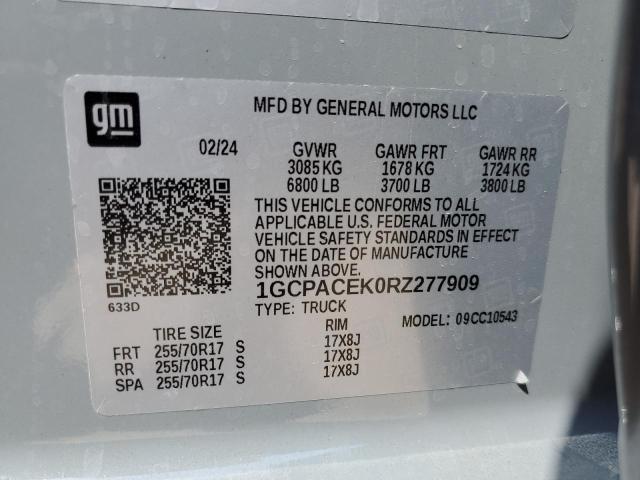 gm
MFD BY GENERAL MOTORS LLC
02/24 GVWR GAWR FRT GAWR RR
3085 KG 1678 KG 1724 KG
6800 LB 3700 LB 3800 LB
THIS VEHICLE CONFORMS TO ALL
APPLICABLE U.S. FEDERAL MOTOR
VEHICLE SAFETY STANDARDS IN EFFECT
ON THE DATE OF MANUFACTURE
SHOWN ABOVE.
1GCPACEK0RZ277909
633D TYPE: TRUCK MODEL: 09CC10543
TIRE SIZE RIM
FRT 255/70R17 S 17X8J
RR 255/70R17 S 17X8J
SPA 255/70R17 S 17X8J